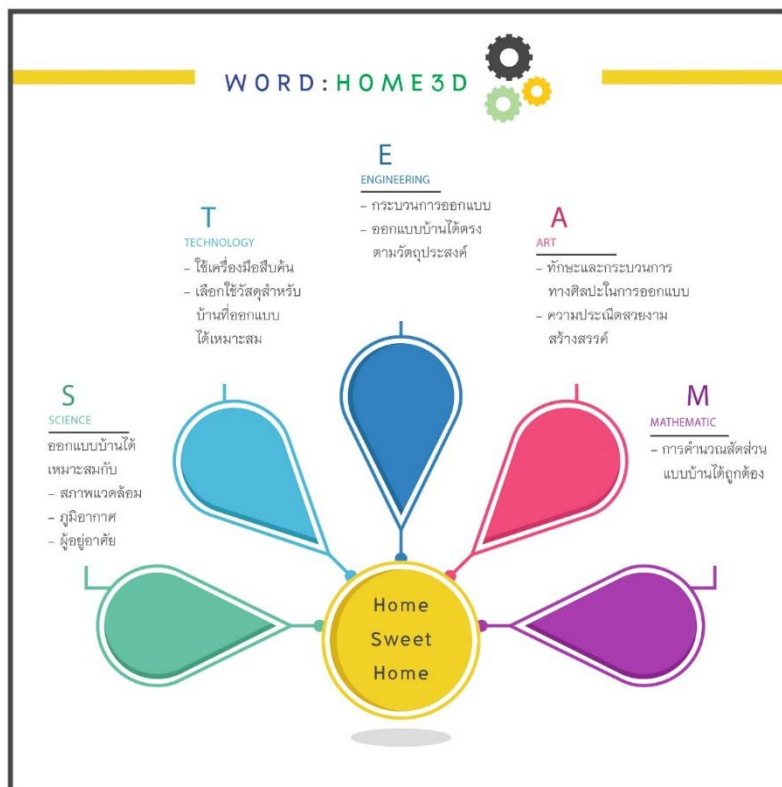 WORD:HOME3D
S
SCIENCE
ออกแบบบ้านได้
เหมาะสมกับ
- สภาพแวดล้อม
- ภูมิอากาศ
- ผู้อยู่อาศัย
T
TECHNOLOGY
- ใช้เครื่องมือสืบค้น
- เลือกใช้วัสดุสำหรับ
บ้านที่ออกแบบ
ได้เหมาะสม
E
ENGINEERING
- กระบวนการออกแบบ
- ออกแบบบ้านได้ตรง
ตามวัตถุประสงค์
A
ART
- ทักษะและกระบวนการ
ทางศิลปะในการออกแบบ
- ความประณีตสวยงาม
สร้างสรรค์
M
MATHEMATIC
- การคำนวณสัดส่วน
แบบบ้านได้ถูกต้อง
Home
Sweet
Home